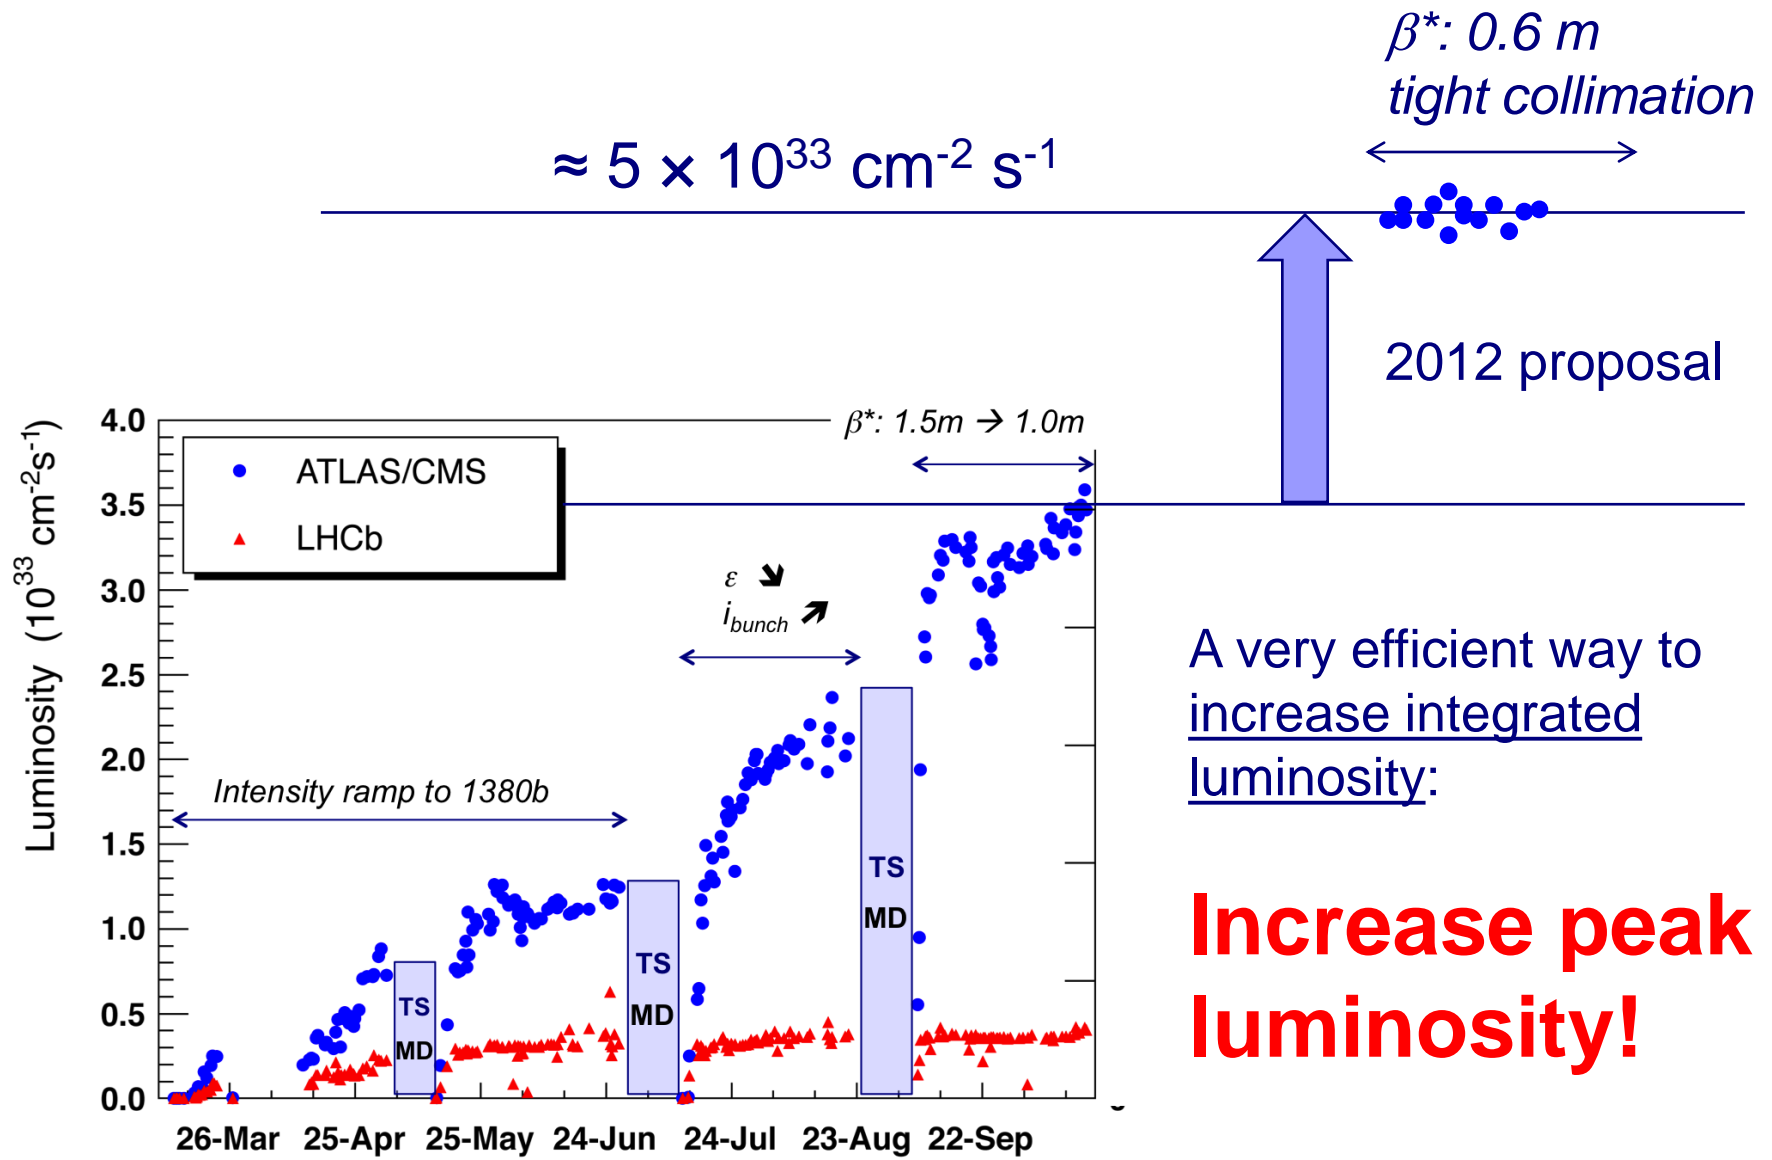 β*: 0.6 m
tight collimation
≈ 5 × 10³³ cm⁻² s⁻¹
2012 proposal
β*: 1.5m → 1.0m
ATLAS/CMS
LHCb
ε ➘
i_bunch ➚
Intensity ramp to 1380b
TS
MD
TS
MD
TS
MD
Luminosity (10³³ cm⁻²s⁻¹)
4.0
3.5
3.0
2.5
2.0
1.5
1.0
0.5
0.0
26-Mar 25-Apr 25-May 24-Jun 24-Jul 23-Aug 22-Sep
A very efficient way to
increase integrated
luminosity:
Increase peak
luminosity!